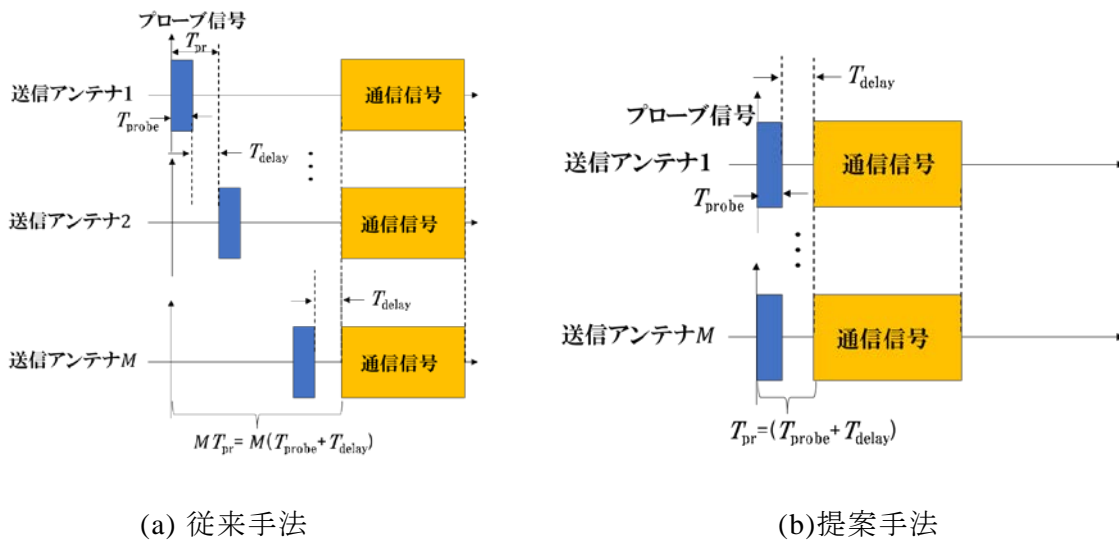 プローブ信号
T_pr
送信アンテナ1
通信信号
T_probe
T_delay
送信アンテナ2
通信信号
T_delay
送信アンテナM
通信信号
M T_pr= M(T_probe+T_delay)
(a) 従来手法
T_delay
プローブ信号
送信アンテナ1
通信信号
T_probe
送信アンテナM
通信信号
T_pr=(T_probe+T_delay)
(b)提案手法